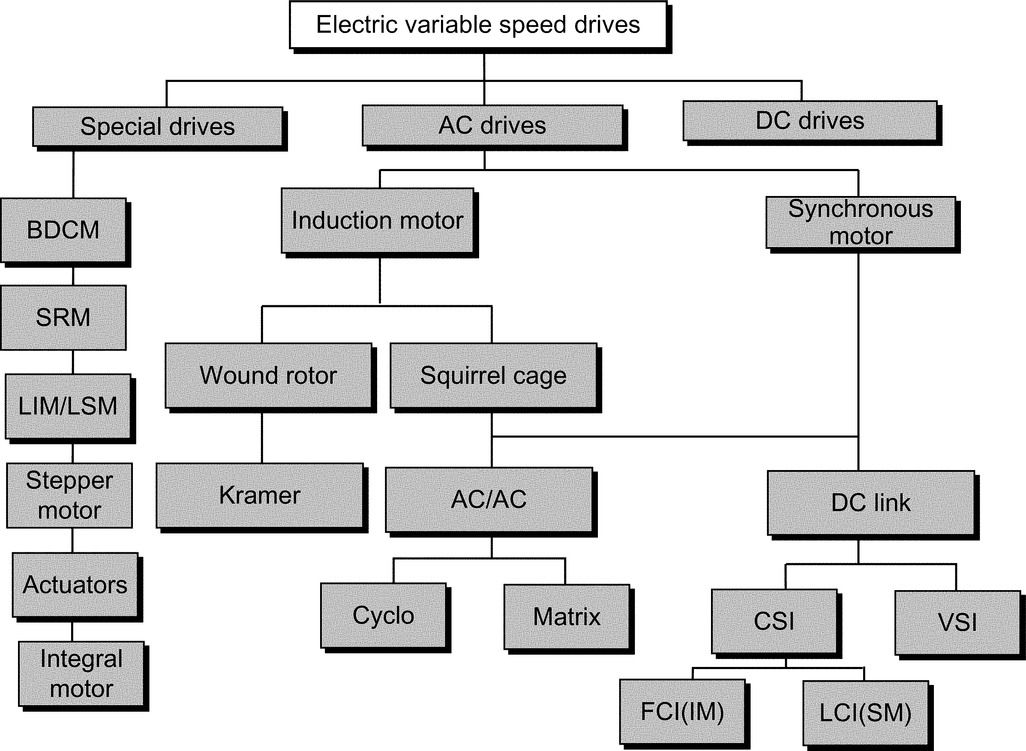 Electric variable speed drives
Special drives
AC drives
DC drives
BDCM
Induction motor
Synchronous
motor
SRM
Wound rotor
Squirrel cage
LIM/LSM
Stepper
motor
Kramer
AC/AC
DC link
Actuators
Cyclo
Matrix
CSI
VSI
Integral
motor
FCI(IM)
LCI(SM)